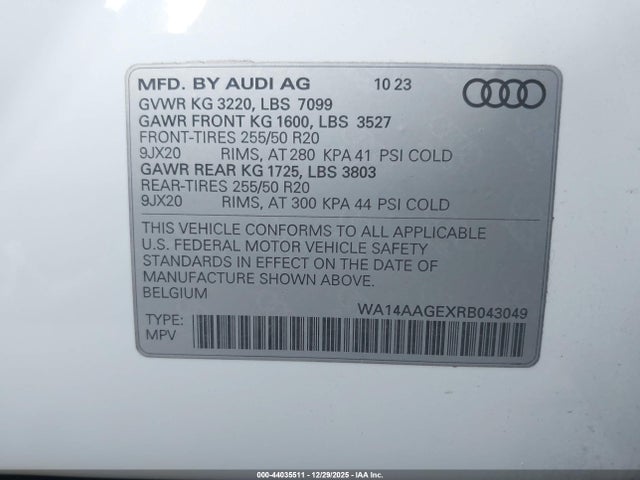 MFD. BY AUDI AG 10 23
GVWR KG 3220, LBS 7099
GAWR FRONT KG 1600, LBS 3527
FRONT-TIRES 255/50 R20
9JX20 RIMS, AT 280 KPA 41 PSI COLD
GAWR REAR KG 1725, LBS 3803
REAR-TIRES 255/50 R20
9JX20 RIMS, AT 300 KPA 44 PSI COLD
THIS VEHICLE CONFORMS TO ALL APPLICABLE
U.S. FEDERAL MOTOR VEHICLE SAFETY
STANDARDS IN EFFECT ON THE DATE OF
MANUFACTURE SHOWN ABOVE.
BELGIUM
WA14AAGEXRB043049
TYPE:
MPV
000-44035511 - 12/29/2025 - IAA Inc.